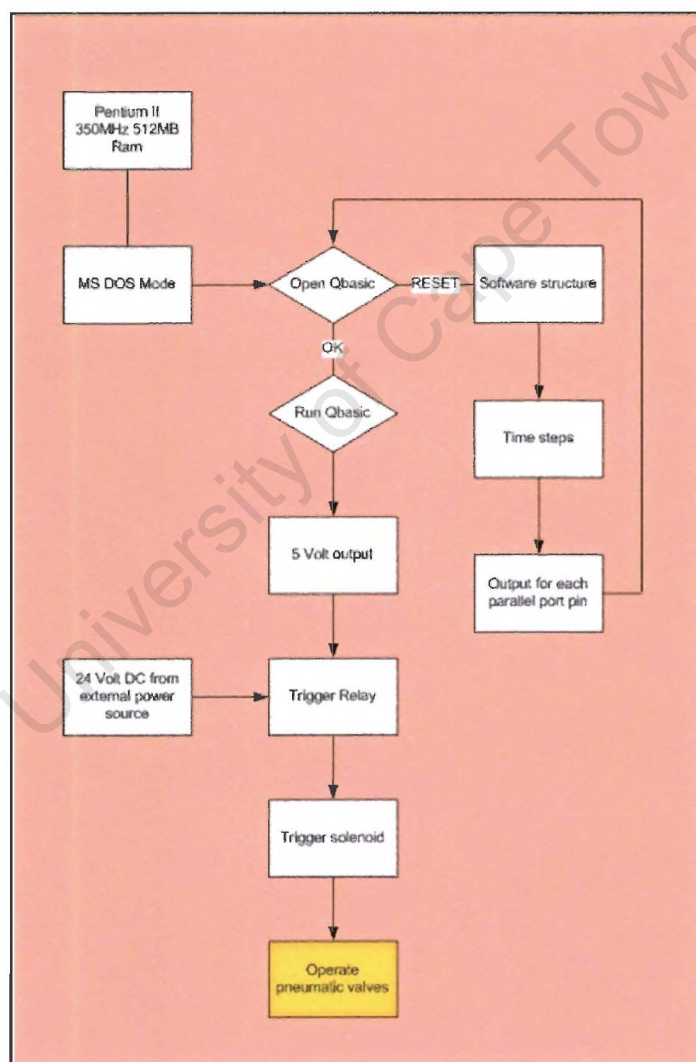 Pentium II
350MHz 512MB
Ram
MS DOS Mode
Open Qbasic
RESET
Software structure
OK
Run Qbasic
Time steps
5 Volt output
Output for each
parallel port pin
24 Volt DC from
external power
source
Trigger Relay
Trigger solenoid
Operate
pneumatic valves
University of Cape Town